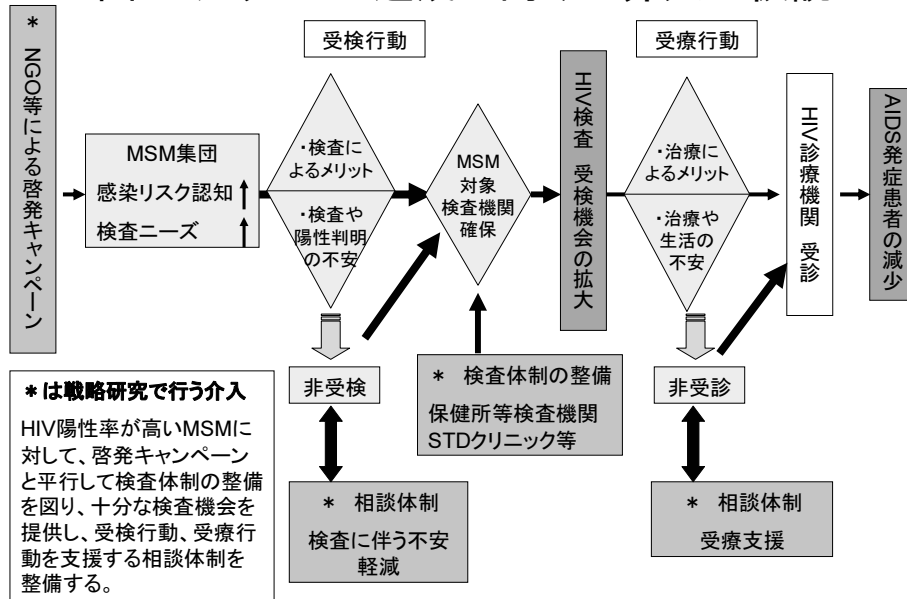 受検行動
受療行動
* NGO等による啓発キャンペーン
MSM集団
感染リスク認知
検査ニーズ
・検査に
よるメリット
・検査や
陽性判明
の不安
MSM
対象
検査機関
確保
HIV検査 受検機会の拡大
・治療に
よるメリット
・治療や
生活の
不安
HIV診療機関 受診
AIDS発症患者の減少
非受検
* 検査体制の整備
保健所等検査機関
STDクリニック等
非受診
*は戦略研究で行う介入
HIV陽性率が高いMSMに
対して、啓発キャンペーン
と平行して検査体制の整備
を図り、十分な検査機会を
提供し、受検行動、受療行
動を支援する相談体制を
整備する。
* 相談体制
検査に伴う不安
軽減
* 相談体制
受療支援